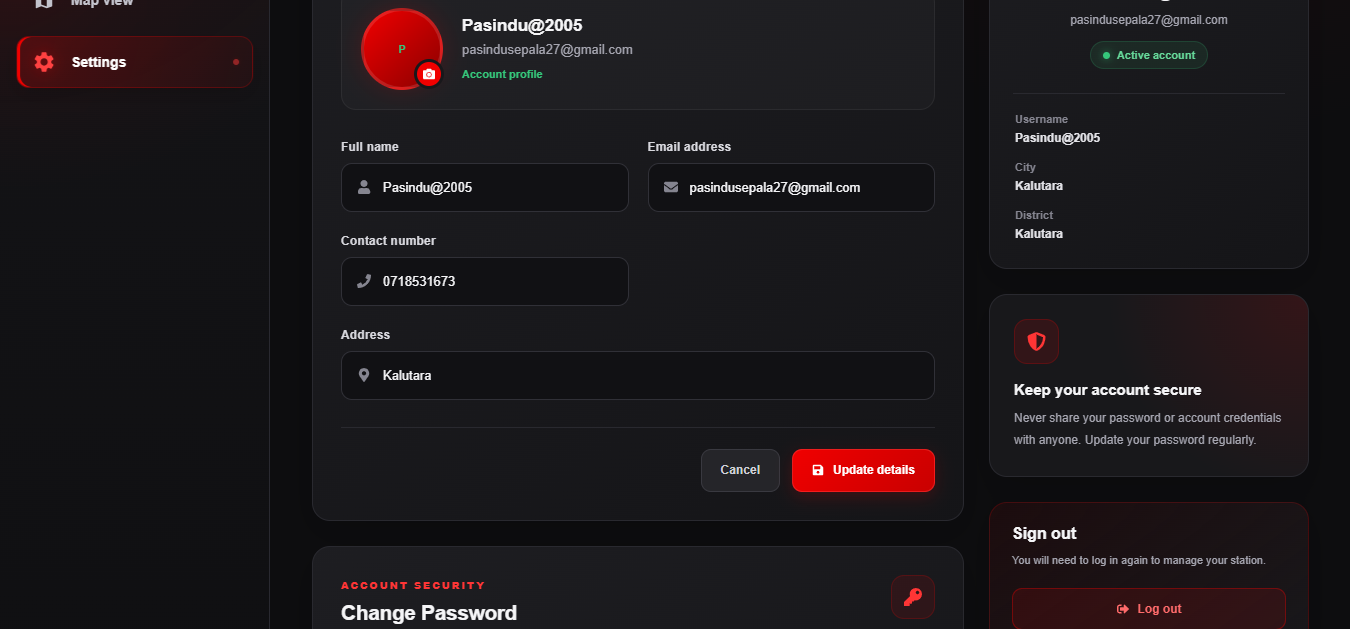 Map View
Settings
P
Pasindu@2005
pasindusepala27@gmail.com
Account profile
Full name
Pasindu@2005
Email address
pasindusepala27@gmail.com
Contact number
0718531673
Address
Kalutara
Cancel
Update details
ACCOUNT SECURITY
Change Password
pasindusepala27@gmail.com
Active account
Username
Pasindu@2005
City
Kalutara
District
Kalutara
Keep your account secure
Never share your password or account credentials
with anyone. Update your password regularly.
Sign out
You will need to log in again to manage your station.
Log out